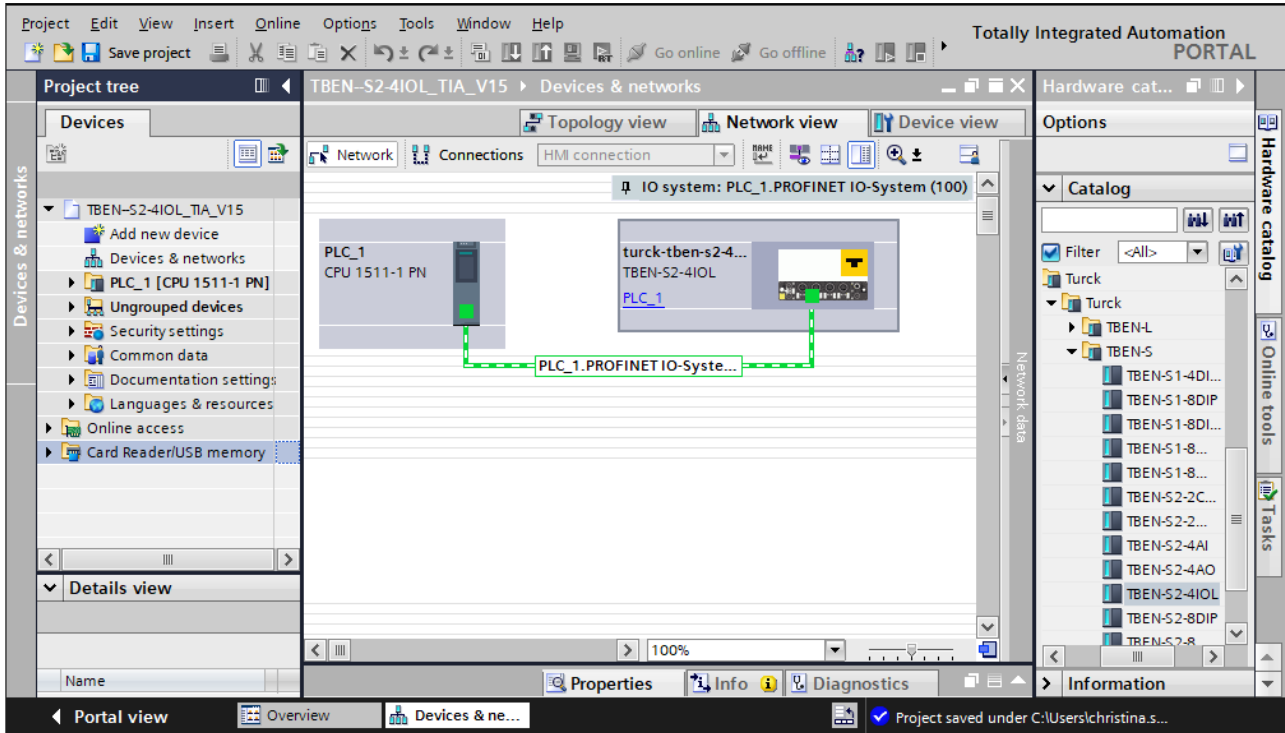 Project Edit View Insert Online Options Tools Window Help
Totally Integrated Automation
PORTAL
Save project
Go online
Go offline
Project tree
TBEN--S2-4IOL_TIA_V15 Devices & networks
Hardware cat...
Devices
Topology view
Network view
Device view
Options
Network
Connections
HMI connection
IO system: PLC_1.PROFINET IO-System (100)
Catalog
Filter
<All>
TBEN--S2-4IOL_TIA_V15
Add new device
Devices & networks
PLC_1 [CPU 1511-1 PN]
Ungrouped devices
Security settings
Common data
Documentation settings
Languages & resources
Online access
Card Reader/USB memory
PLC_1
CPU 1511-1 PN
turck-tben-s2-4...
TBEN-S2-4IOL
PLC_1
PLC_1.PROFINET IO-Syste...
Turck
Turck
TBEN-L
TBEN-S
TBEN-S1-4DI...
TBEN-S1-8DIP
TBEN-S1-8DI...
TBEN-S1-8...
TBEN-S1-8...
TBEN-S2-2C...
TBEN-S2-2...
TBEN-S2-4AI
TBEN-S2-4AO
TBEN-S2-4IOL
TBEN-S2-8DIP
TBEN-S2-8
Devices & networks
Network data
Hardware catalog
Online tools
Tasks
Details view
Name
100%
Properties
Info
Diagnostics
Information
Portal view
Overview
Devices & ne...
Project saved under C:\Users\christina.s...